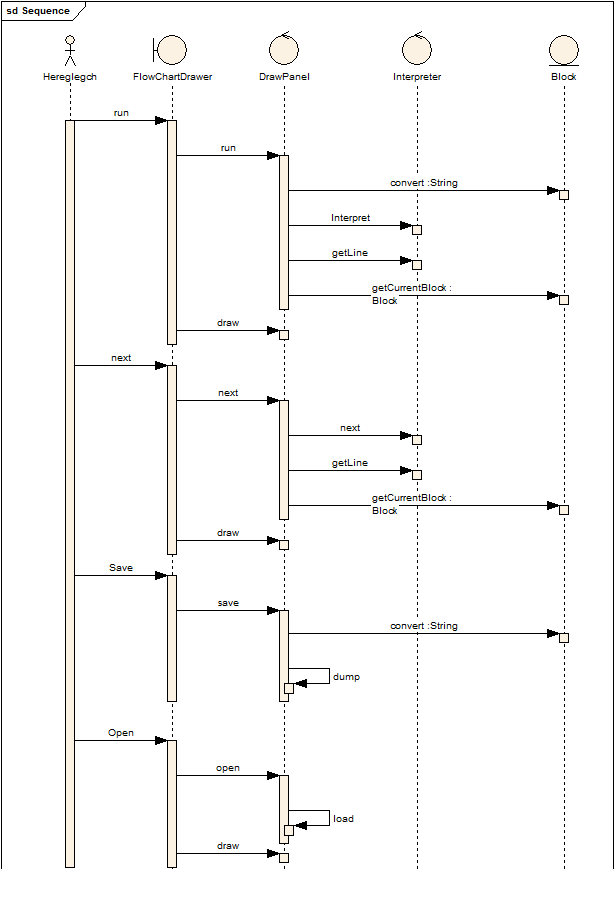 sd Sequence
Hereglegch
FlowChartDrawer
DrawPanel
Interpreter
Block
run
run
convert :String
Interpret
getLine
getCurrentBlock :
Block
draw
next
next
next
getLine
getCurrentBlock :
Block
draw
Save
save
convert :String
dump
Open
open
load
draw